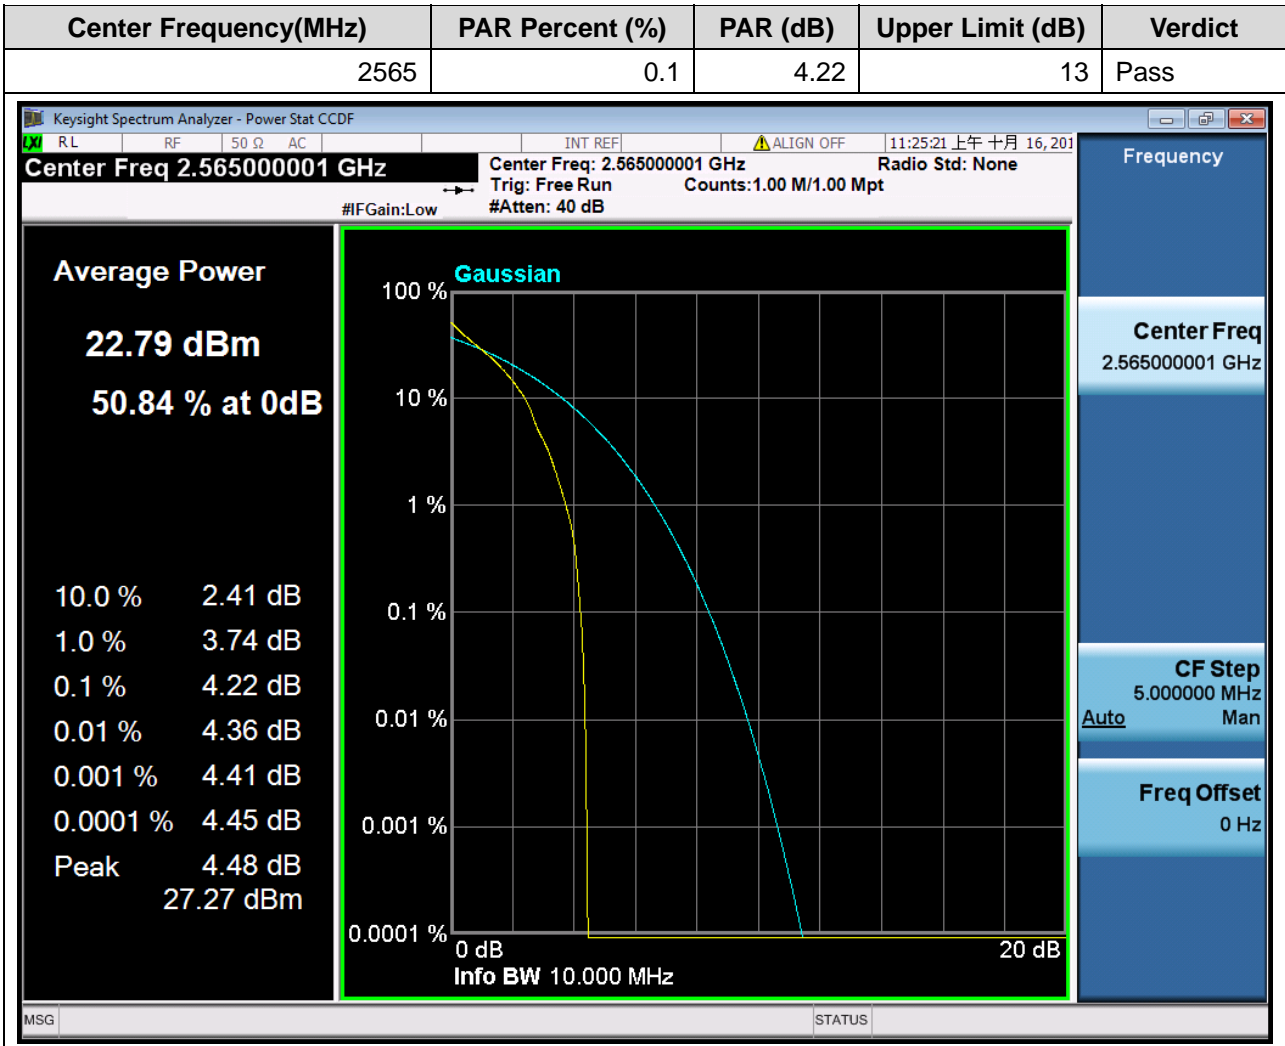 Center Frequency(MHz) PAR Percent (%) PAR (dB) Upper Limit (dB) Verdict
2565 0.1 4.22 13 Pass
Keysight Spectrum Analyzer - Power Stat CCDF
LXI RL RF 50 Ω AC INT REF ALIGN OFF 11:25:21 上午 十月 16, 201
Center Freq 2.565000001 GHz
Center Freq: 2.565000001 GHz Radio Std: None
Trig: Free Run Counts:1.00 M/1.00 Mpt
#IFGain:Low #Atten: 40 dB
Average Power
22.79 dBm
50.84 % at 0dB
10.0 % 2.41 dB
1.0 % 3.74 dB
0.1 % 4.22 dB
0.01 % 4.36 dB
0.001 % 4.41 dB
0.0001 % 4.45 dB
Peak 4.48 dB
27.27 dBm
Gaussian
100 %
10 %
1 %
0.1 %
0.01 %
0.001 %
0.0001 %
0 dB 20 dB
Info BW 10.000 MHz
Frequency
Center Freq
2.565000001 GHz
CF Step
5.000000 MHz
Auto Man
Freq Offset
0 Hz
MSG STATUS